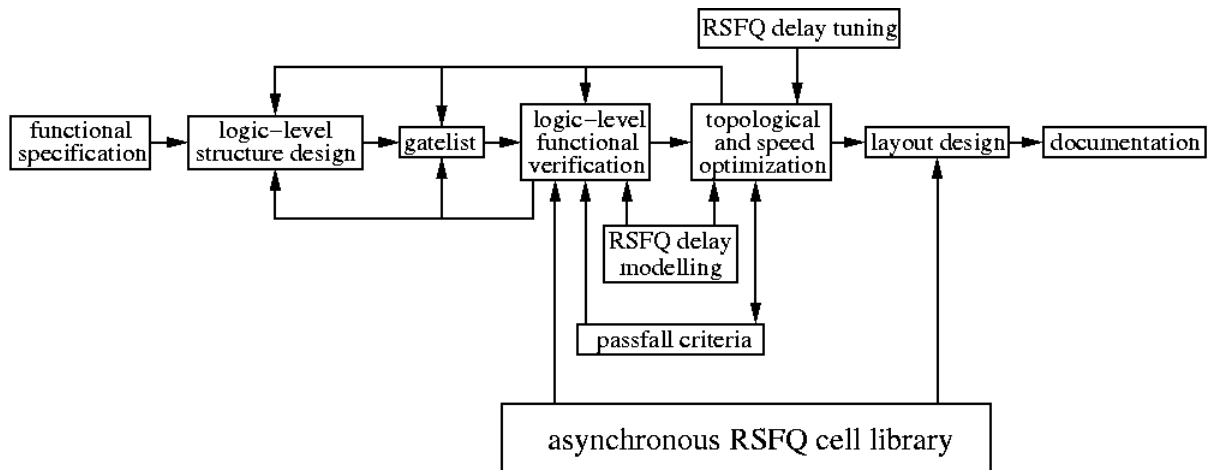 RSFQ delay tuning
functional
specification
logic−level
structure design
gatelist
logic−level
functional
verification
topological
and speed
optimization
layout design
documentation
RSFQ delay
modelling
passfall criteria
asynchronous RSFQ cell library